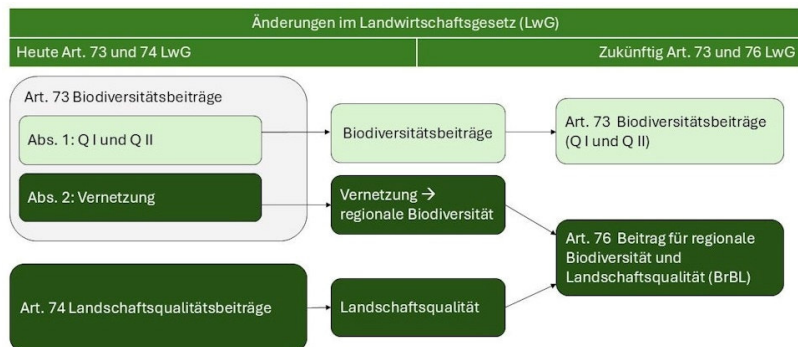 Änderungen im Landwirtschaftsgesetz (LwG)
Heute Art. 73 und 74 LwG
Zukünftig Art. 73 und 76 LwG
Art. 73 Biodiversitätsbeiträge
Abs. 1: Q I und Q II
Biodiversitätsbeiträge
Art. 73 Biodiversitätsbeiträge
(Q I und Q II)
Abs. 2: Vernetzung
Vernetzung →
regionale Biodiversität
Art. 76 Beitrag für regionale
Biodiversität und
Landschaftsqualität (BrBL)
Art. 74 Landschaftsqualitätsbeiträge
Landschaftsqualität